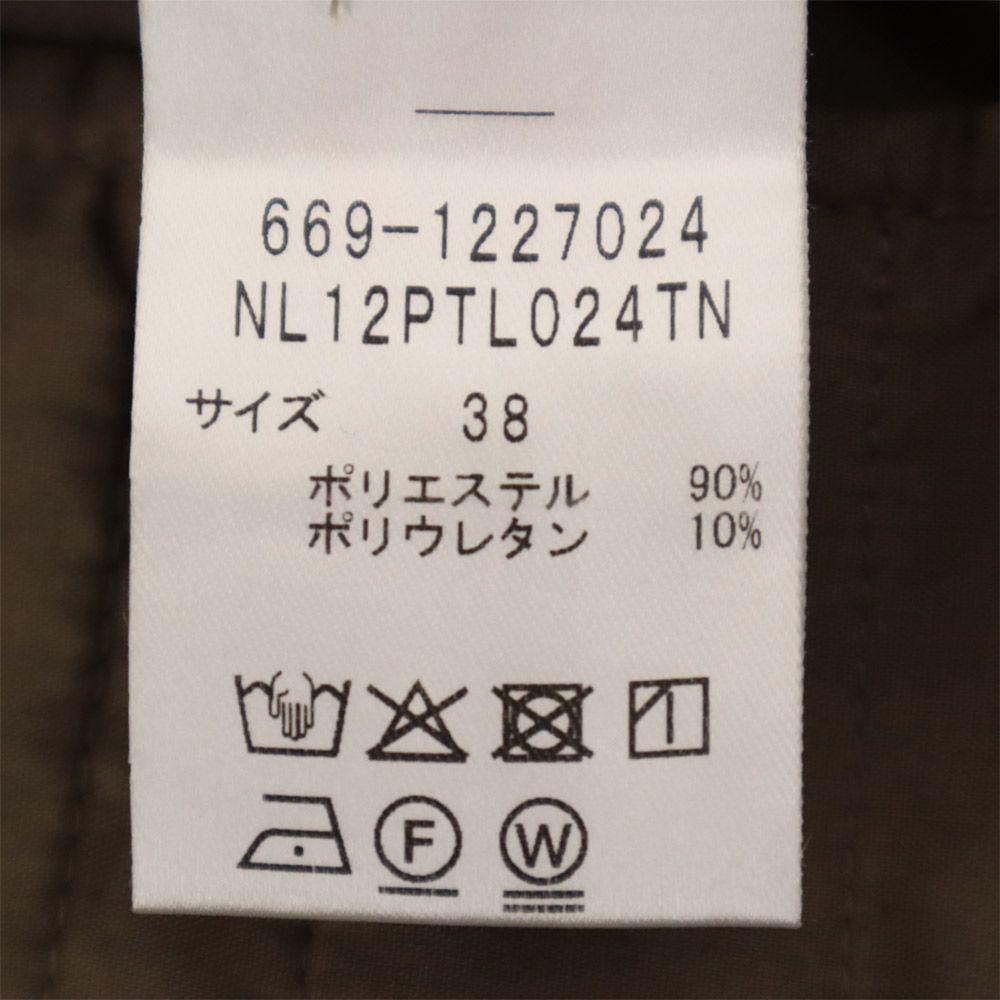 669-1227024
NL12PTL024TN
サイズ 38
ポリエステル 90%
ポリウレタン 10%
F W